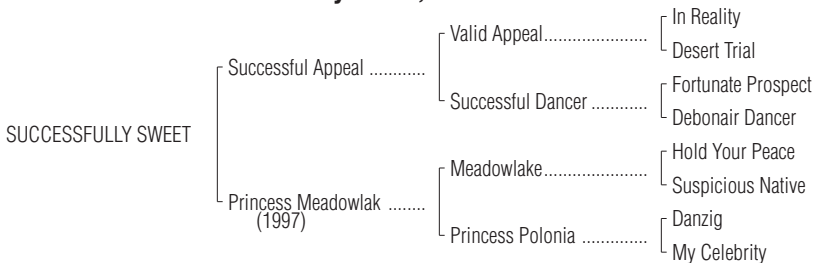 In Reality
Valid Appeal......................
Desert Trial
Successful Appeal ............
Fortunate Prospect
Successful Dancer ............
Debonair Dancer
SUCCESSFULLY SWEET
Hold Your Peace
Meadowlake......................
Suspicious Native
Princess Meadowlak ........
(1997)
Danzig
Princess Polonia ..............
My Celebrity